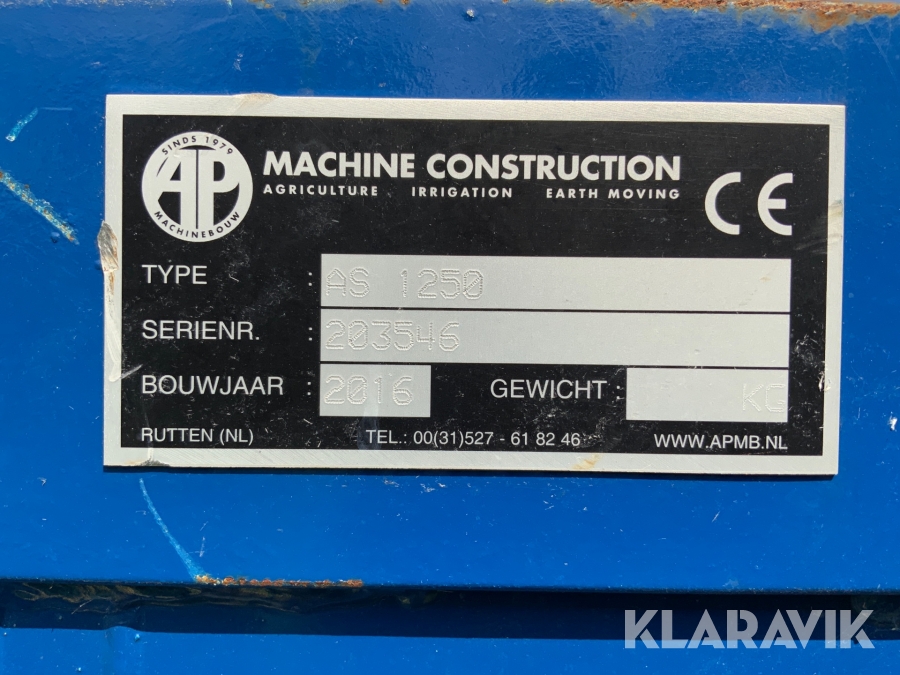 SINDS 1979
AP
MACHINEBOUW
MACHINE CONSTRUCTION
AGRICULTURE IRRIGATION EARTH MOVING
CE
TYPE : AS 1250
SERIENR. : 203546
BOUWJAAR : 2016 GEWICHT : KG
RUTTEN (NL) TEL.: 00(31)527 - 61 82 46 WWW.APMB.NL
KLARAVIK